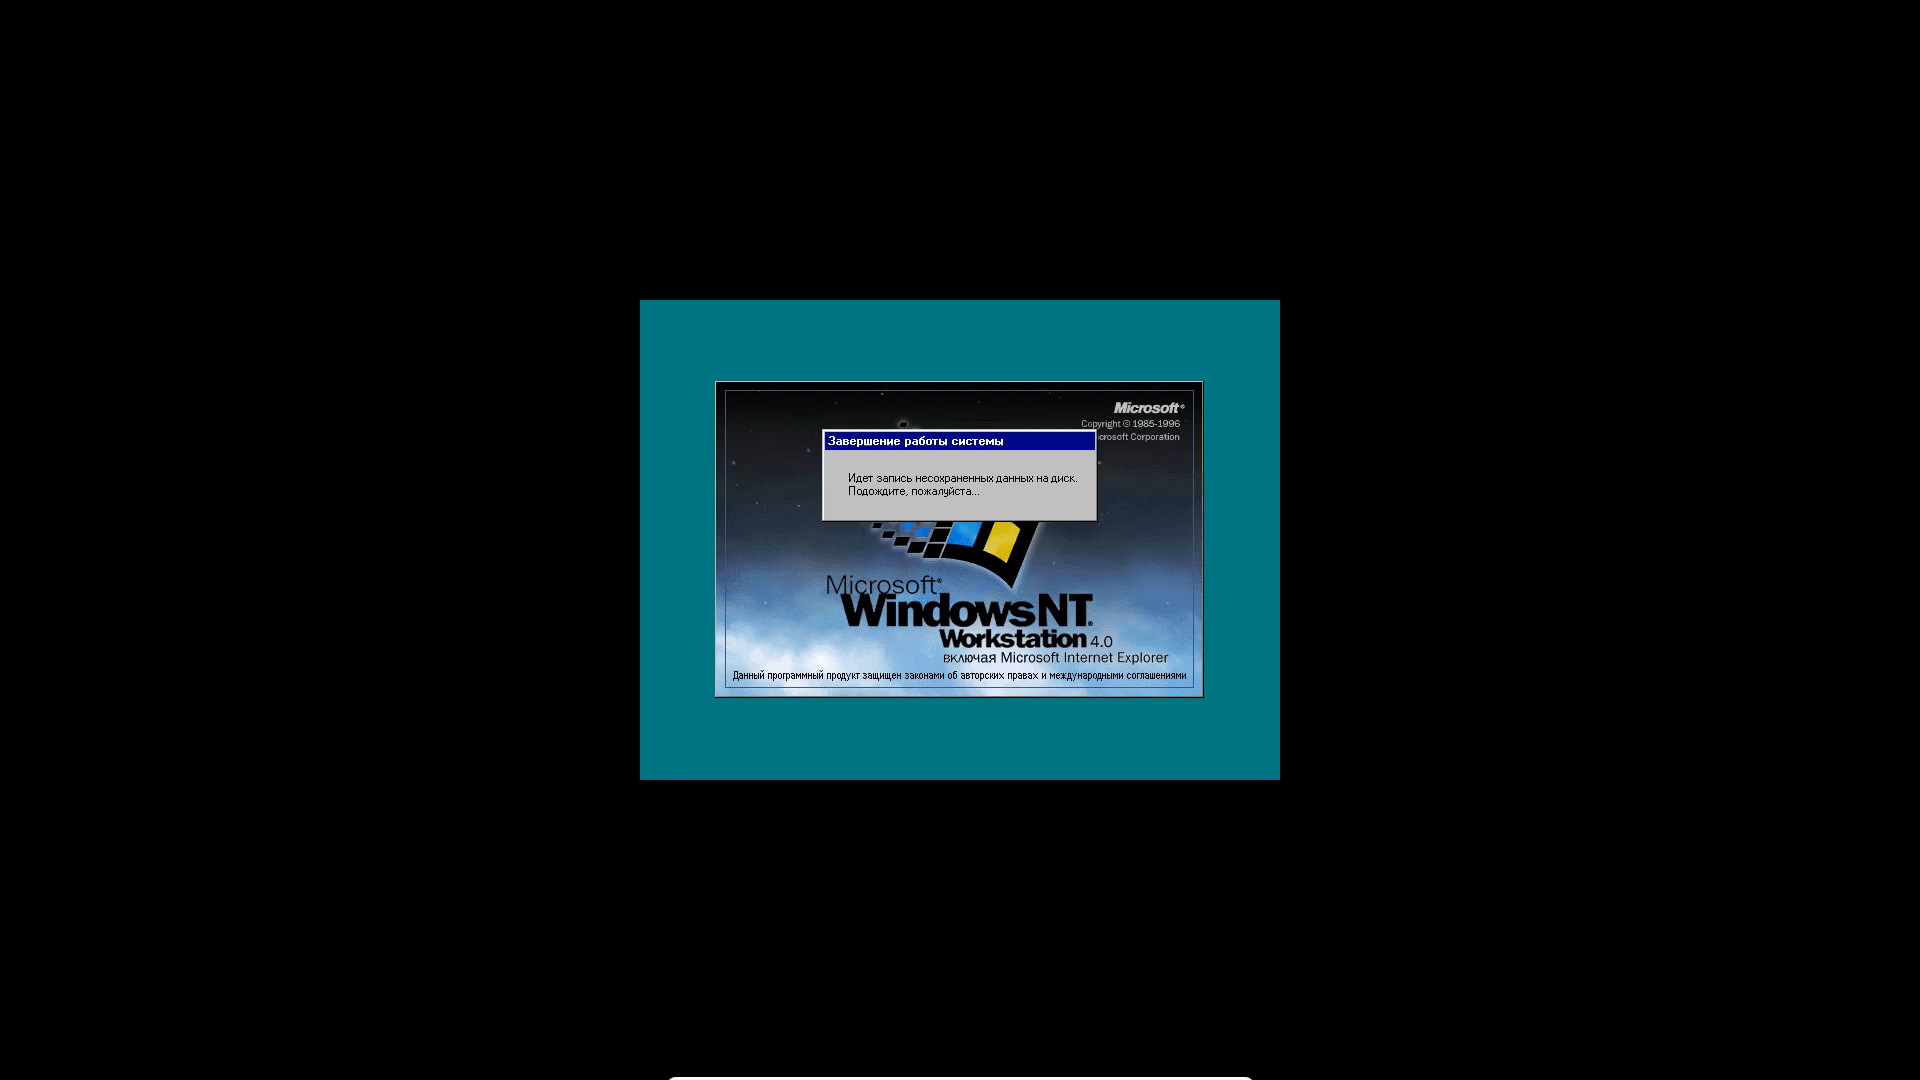 Microsoft®
Copyright © 1985-1996
Corporation
Завершение работы системы
Идет запись несохраненных данных на диск.
Подождите, пожалуйста...
Microsoft®
WindowsNT®
Workstation 4.0
включая Microsoft Internet Explorer
Данный программный продукт защищен законами об авторских правах и международными соглашениями